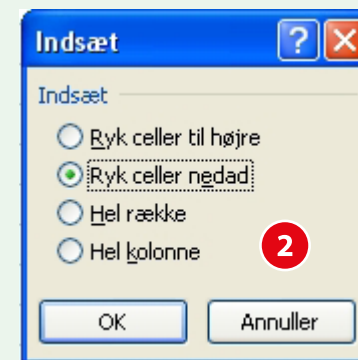 Indsæt
Indsæt
Ryk celler til højre
Ryk celler nedad
Hel række
Hel kolonne
2
OK
Annuller